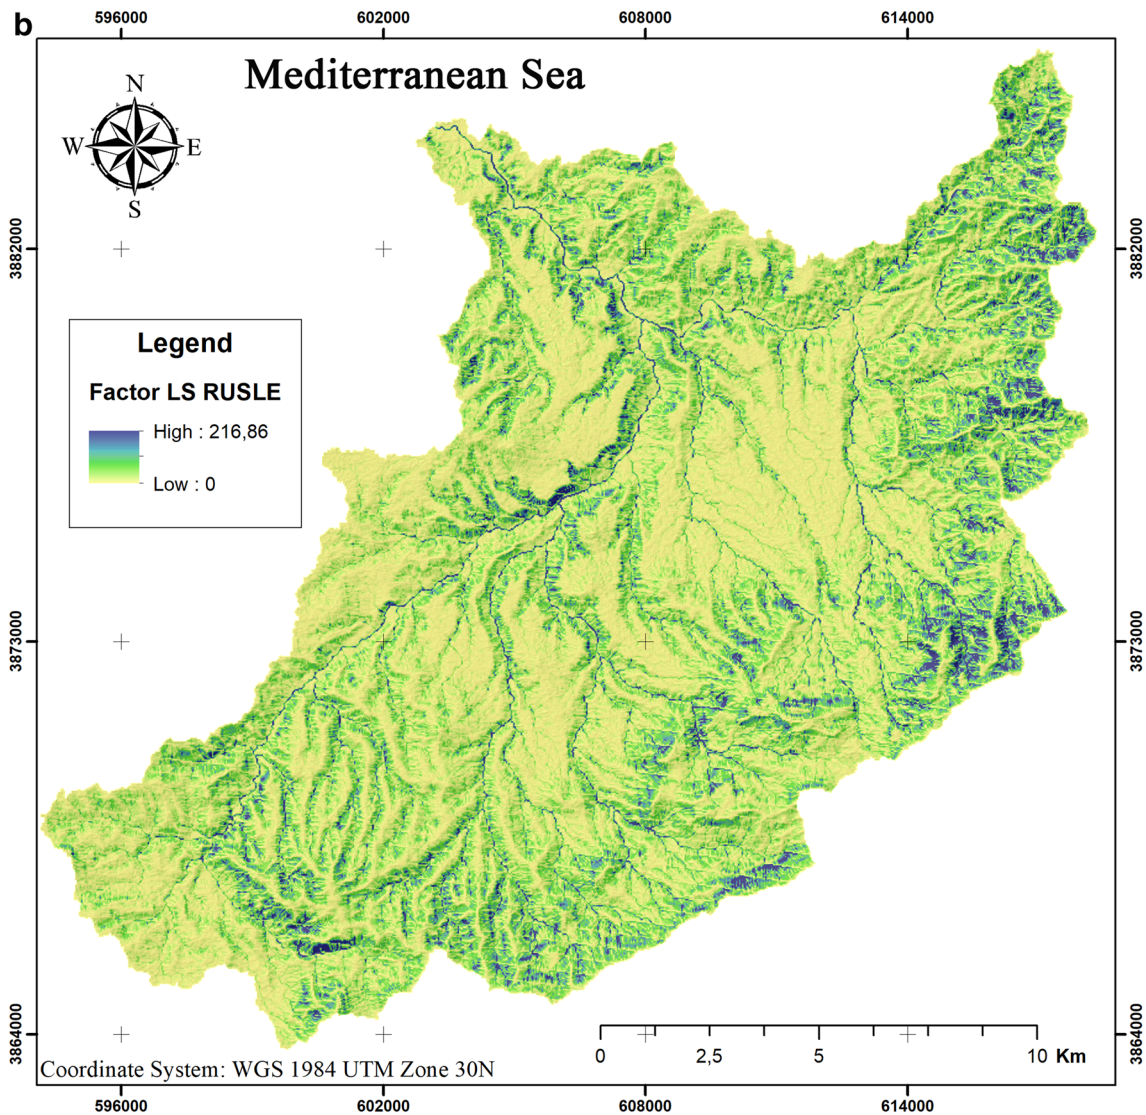 b
596000 602000 608000 614000
Mediterranean Sea
N
W E
S
3882000 3882000
Legend
Factor LS RUSLE
High : 216,86
Low : 0
3873000 3873000
3864000 3864000
0 2,5 5 10 Km
Coordinate System: WGS 1984 UTM Zone 30N
596000 602000 608000 614000